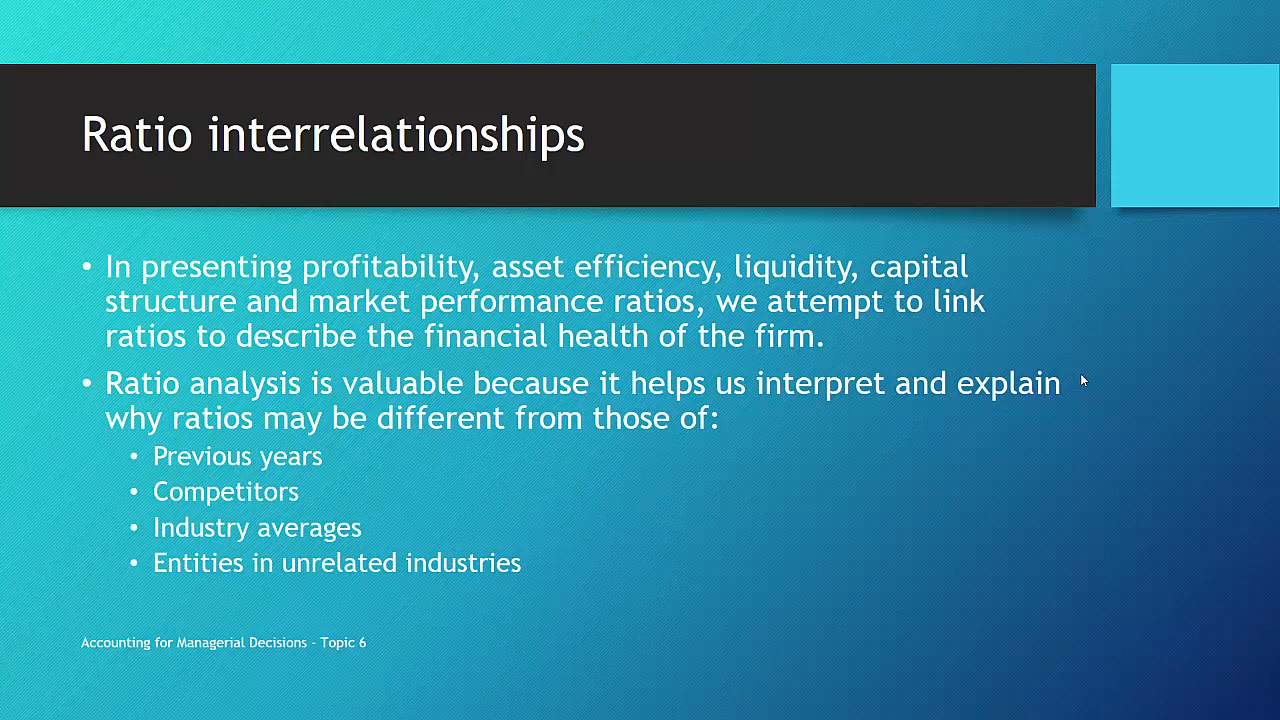 Ratio interrelationships
• In presenting profitability, asset efficiency, liquidity, capital
structure and market performance ratios, we attempt to link
ratios to describe the financial health of the firm.
• Ratio analysis is valuable because it helps us interpret and explain
why ratios may be different from those of:
• Previous years
• Competitors
• Industry averages
• Entities in unrelated industries
Accounting for Managerial Decisions - Topic 6